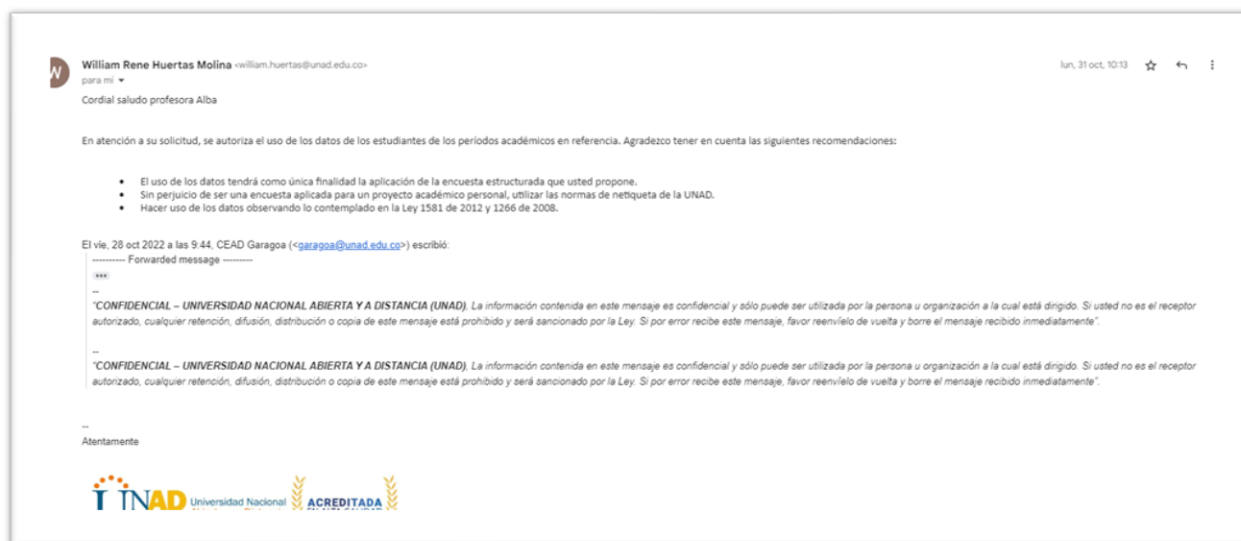 W
William Rene Huertas Molina <william.huertas@unad.edu.co>
lun, 31 oct, 10:13
para mí
Cordial saludo profesora Alba
En atención a su solicitud, se autoriza el uso de los datos de los estudiantes de los períodos académicos en referencia. Agradezco tener en cuenta las siguientes recomendaciones:
• El uso de los datos tendrá como única finalidad la aplicación de la encuesta estructurada que usted propone.
• Sin perjuicio de ser una encuesta aplicada para un proyecto académico personal, utilizar las normas de netiqueta de la UNAD.
• Hacer uso de los datos observando lo contemplado en la Ley 1581 de 2012 y 1266 de 2008.
El vie, 28 oct 2022 a las 9:44, CEAD Garagoa (<garagoa@unad.edu.co>) escribió:
---------- Forwarded message ---------
--
"CONFIDENCIAL – UNIVERSIDAD NACIONAL ABIERTA Y A DISTANCIA (UNAD). La información contenida en este mensaje es confidencial y sólo puede ser utilizada por la persona u organización a la cual está dirigido. Si usted no es el receptor
autorizado, cualquier retención, difusión, distribución o copia de este mensaje está prohibido y será sancionado por la Ley. Si por error recibe este mensaje, favor reenvíelo de vuelta y borre el mensaje recibido inmediatamente".
--
"CONFIDENCIAL – UNIVERSIDAD NACIONAL ABIERTA Y A DISTANCIA (UNAD). La información contenida en este mensaje es confidencial y sólo puede ser utilizada por la persona u organización a la cual está dirigido. Si usted no es el receptor
autorizado, cualquier retención, difusión, distribución o copia de este mensaje está prohibido y será sancionado por la Ley. Si por error recibe este mensaje, favor reenvíelo de vuelta y borre el mensaje recibido inmediatamente".
--
Atentamente
UNAD Universidad Nacional ACREDITADA